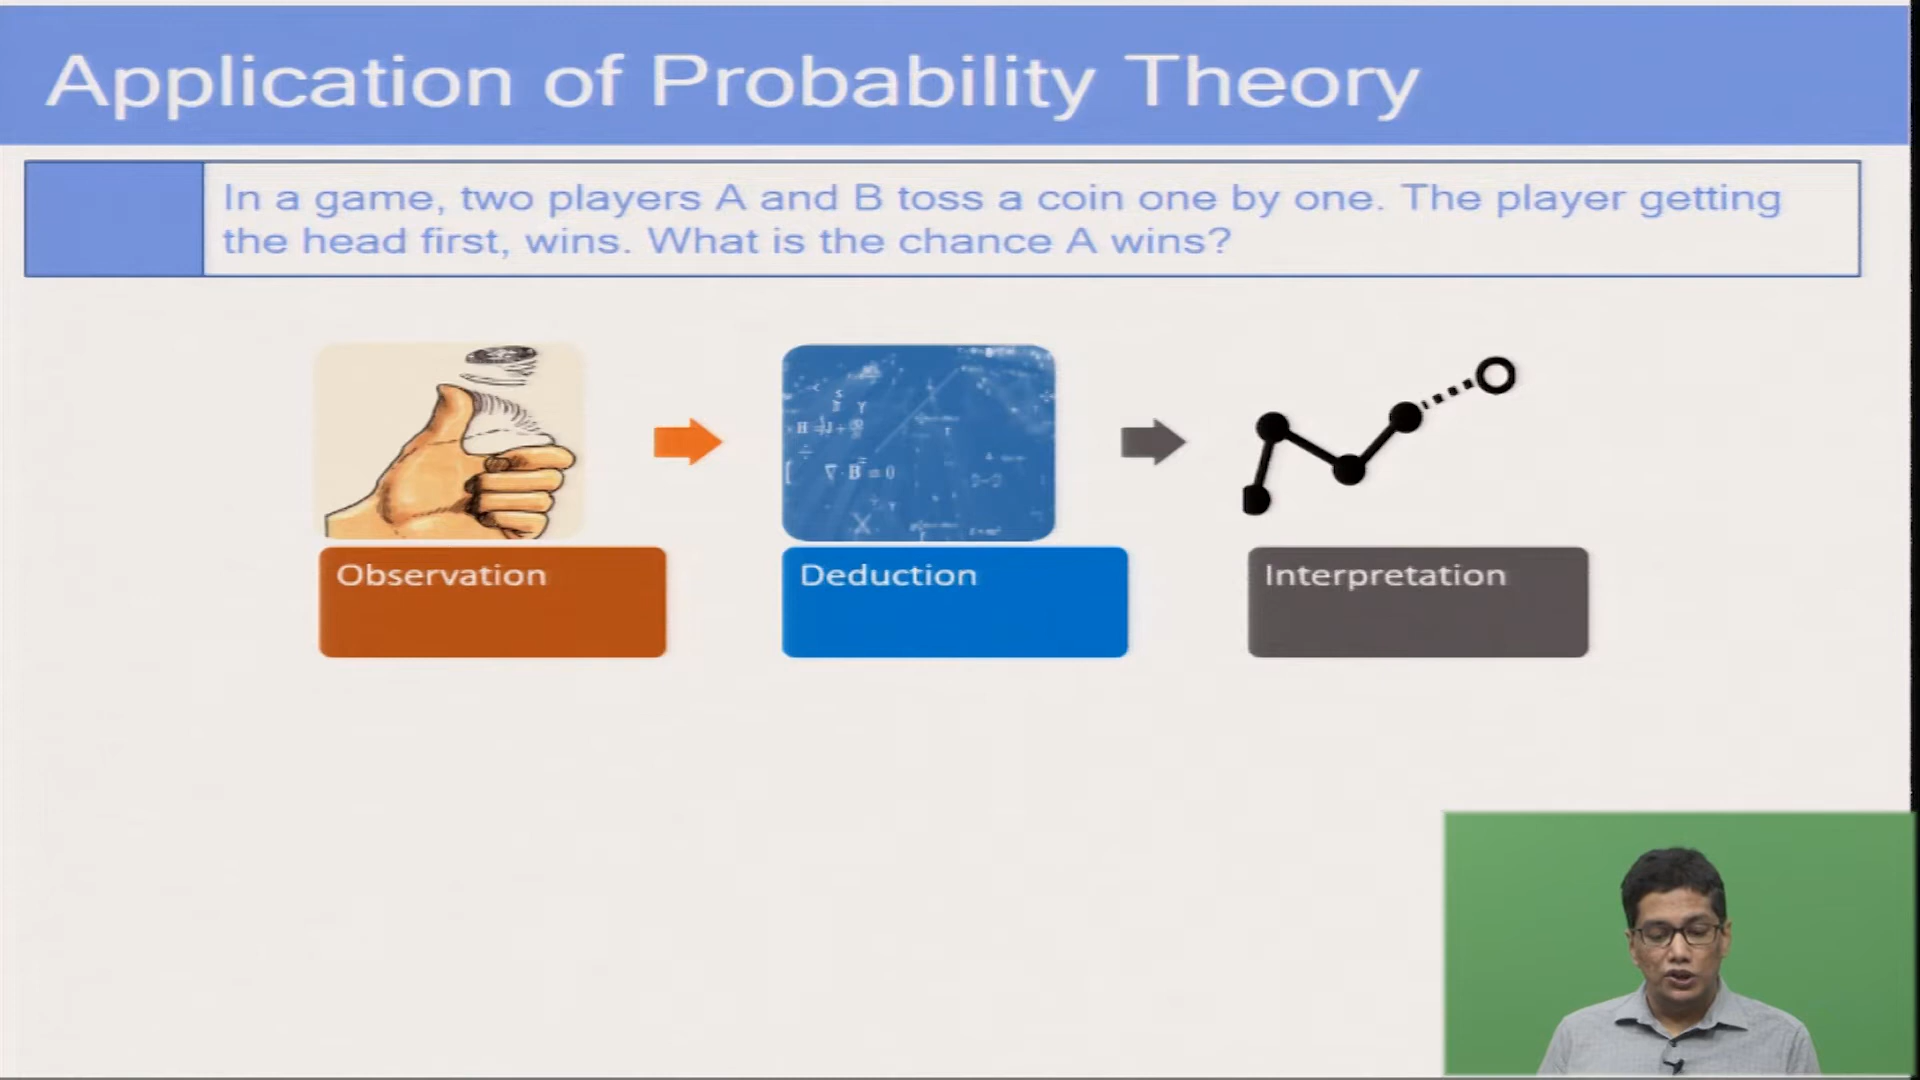 Application of Probability Theory
In a game, two players A and B toss a coin one by one. The player getting
the head first, wins. What is the chance A wins?
Observation
Deduction
Interpretation